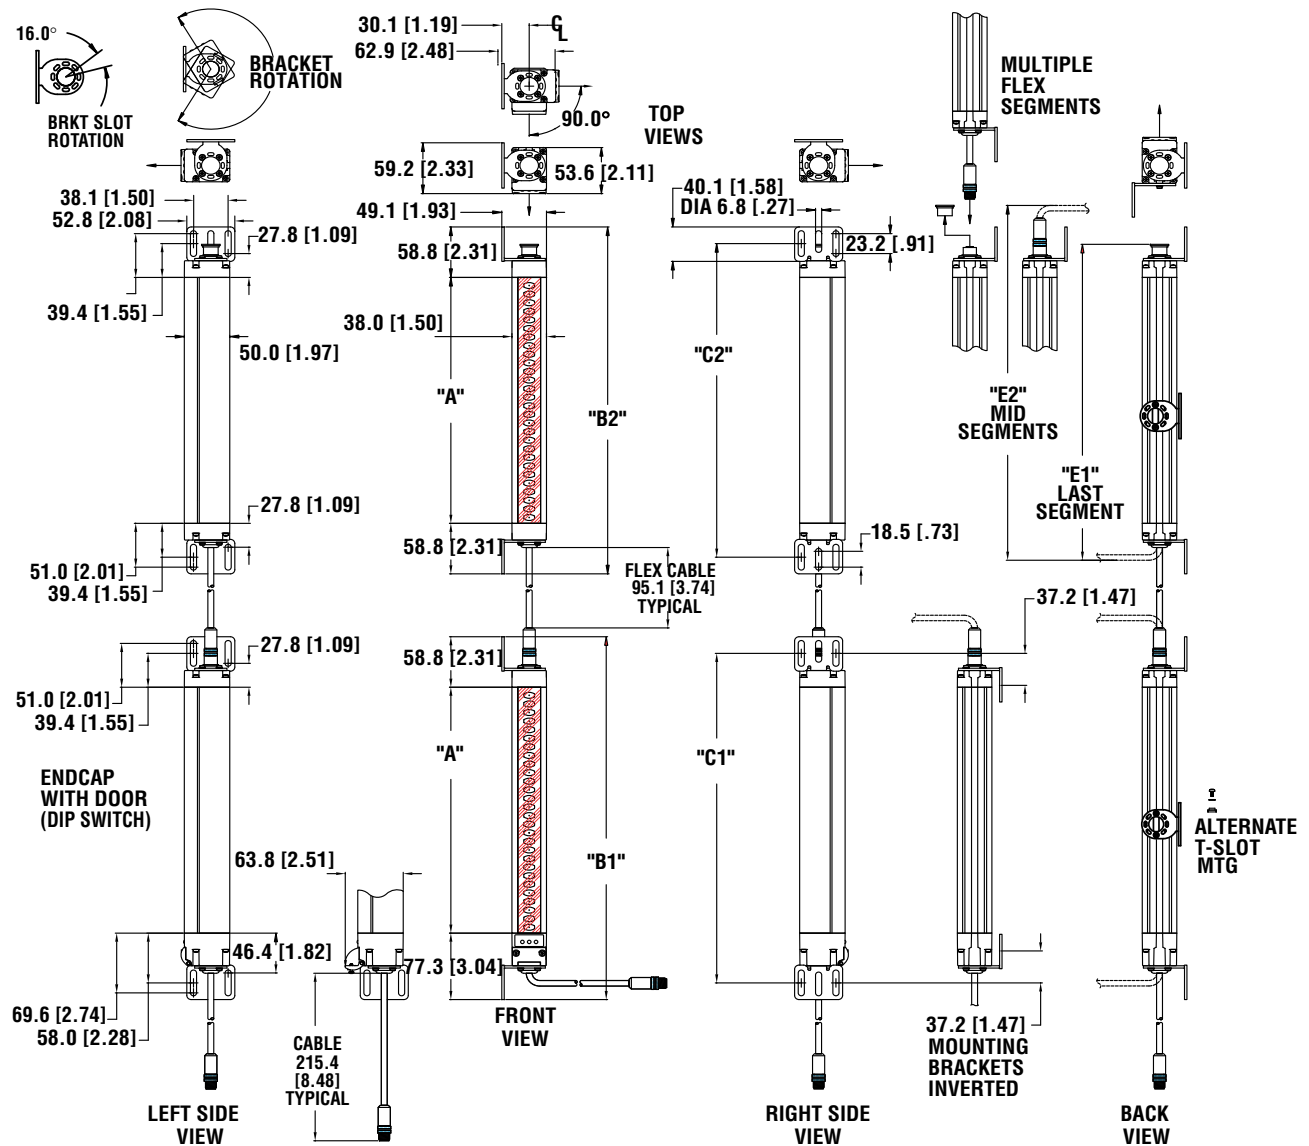 16.0°
BRKT SLOT
ROTATION
BRACKET
ROTATION
30.1 [1.19]
CL
62.9 [2.48]
90.0°
TOP
VIEWS
MULTIPLE
FLEX
SEGMENTS
59.2 [2.33]
53.6 [2.11]
38.1 [1.50]
52.8 [2.08]
27.8 [1.09]
39.4 [1.55]
50.0 [1.97]
49.1 [1.93]
58.8 [2.31]
38.0 [1.50]
"A"
"B2"
40.1 [1.58]
DIA 6.8 [.27]
23.2 [.91]
"C2"
"E2"
MID
SEGMENTS
"E1"
LAST
SEGMENT
27.8 [1.09]
51.0 [2.01]
39.4 [1.55]
58.8 [2.31]
FLEX CABLE
95.1 [3.74]
TYPICAL
18.5 [.73]
37.2 [1.47]
27.8 [1.09]
51.0 [2.01]
39.4 [1.55]
58.8 [2.31]
"A"
"B1"
"C1"
ENDCAP
WITH DOOR
(DIP SWITCH)
63.8 [2.51]
46.4 [1.82]
69.6 [2.74]
58.0 [2.28]
77.3 [3.04]
CABLE
215.4
[8.48]
TYPICAL
FRONT
VIEW
37.2 [1.47]
MOUNTING
BRACKETS
INVERTED
ALTERNATE
T-SLOT
MTG
LEFT SIDE
VIEW
RIGHT SIDE
VIEW
BACK
VIEW